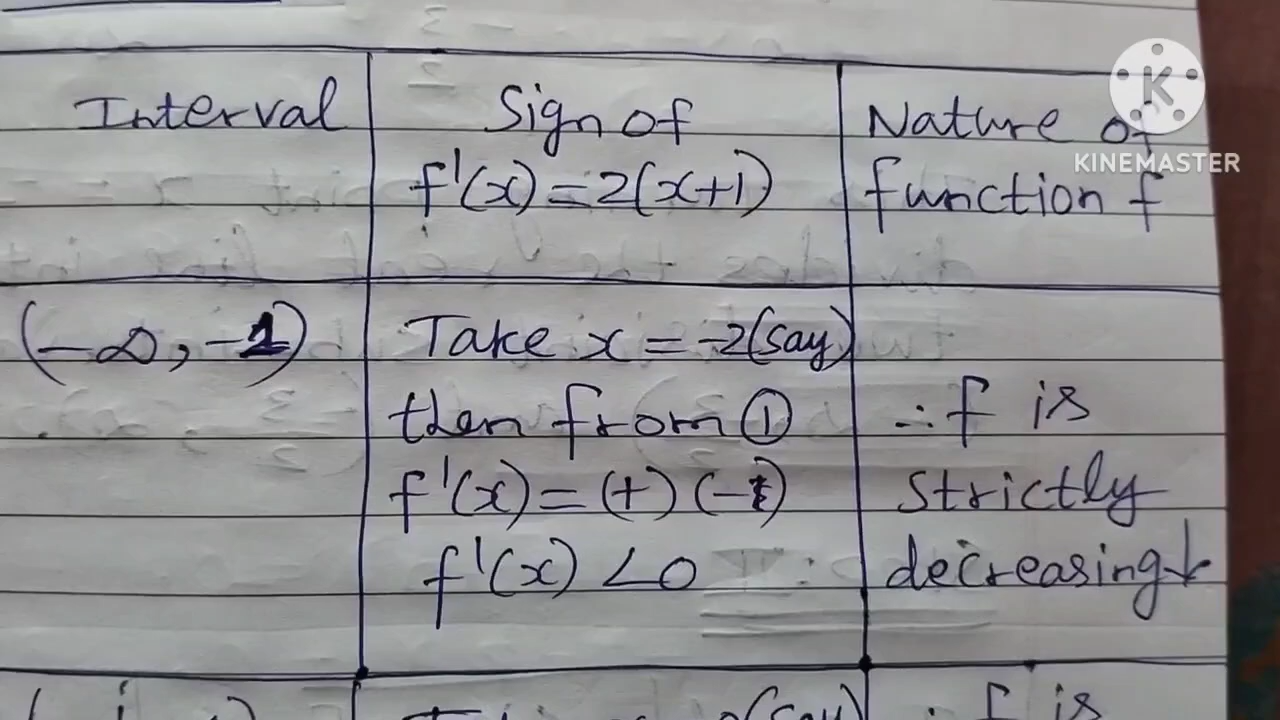 Interval
Sign of
f'(x)=2(x+1)
Nature of
function f
KINEMASTER
(-∞, -1)
Take x = -2(say)
then from ①
f'(x) = (+) (-)
f'(x) <0
∴ f is
strictly
decreasing↓
(say)
∴ f is